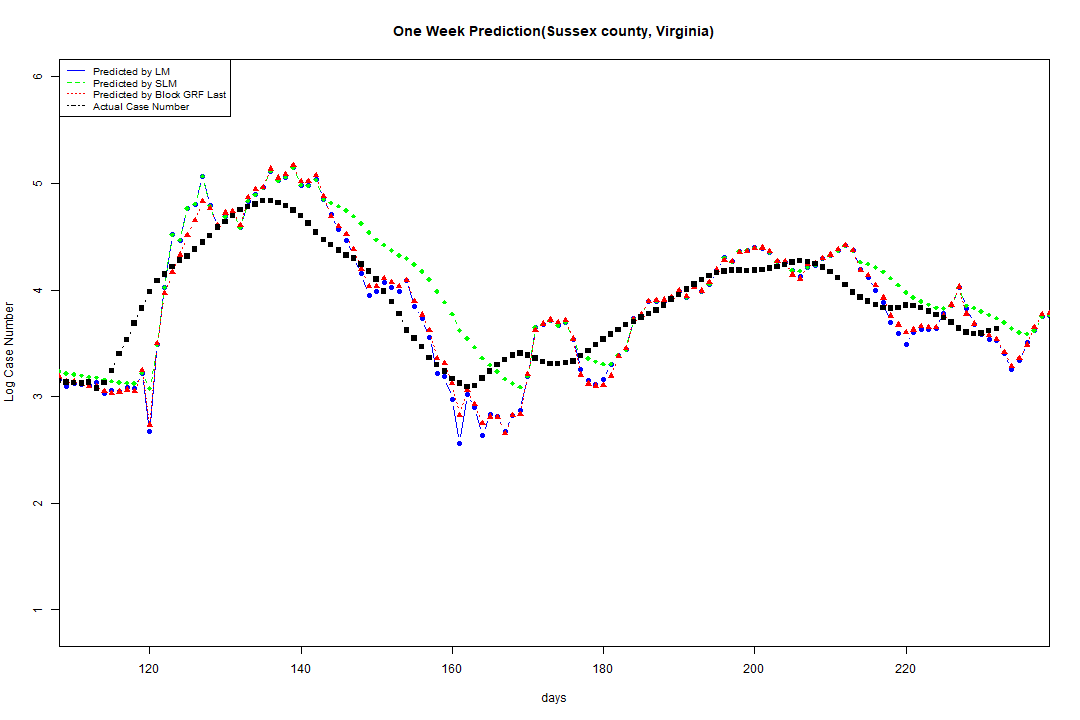 One Week Prediction(Sussex county, Virginia)
Predicted by LM
Predicted by SLM
Predicted by Block GRF Last
Actual Case Number
6
5
4
3
2
1
Log Case Number
120 140 160 180 200 220
days